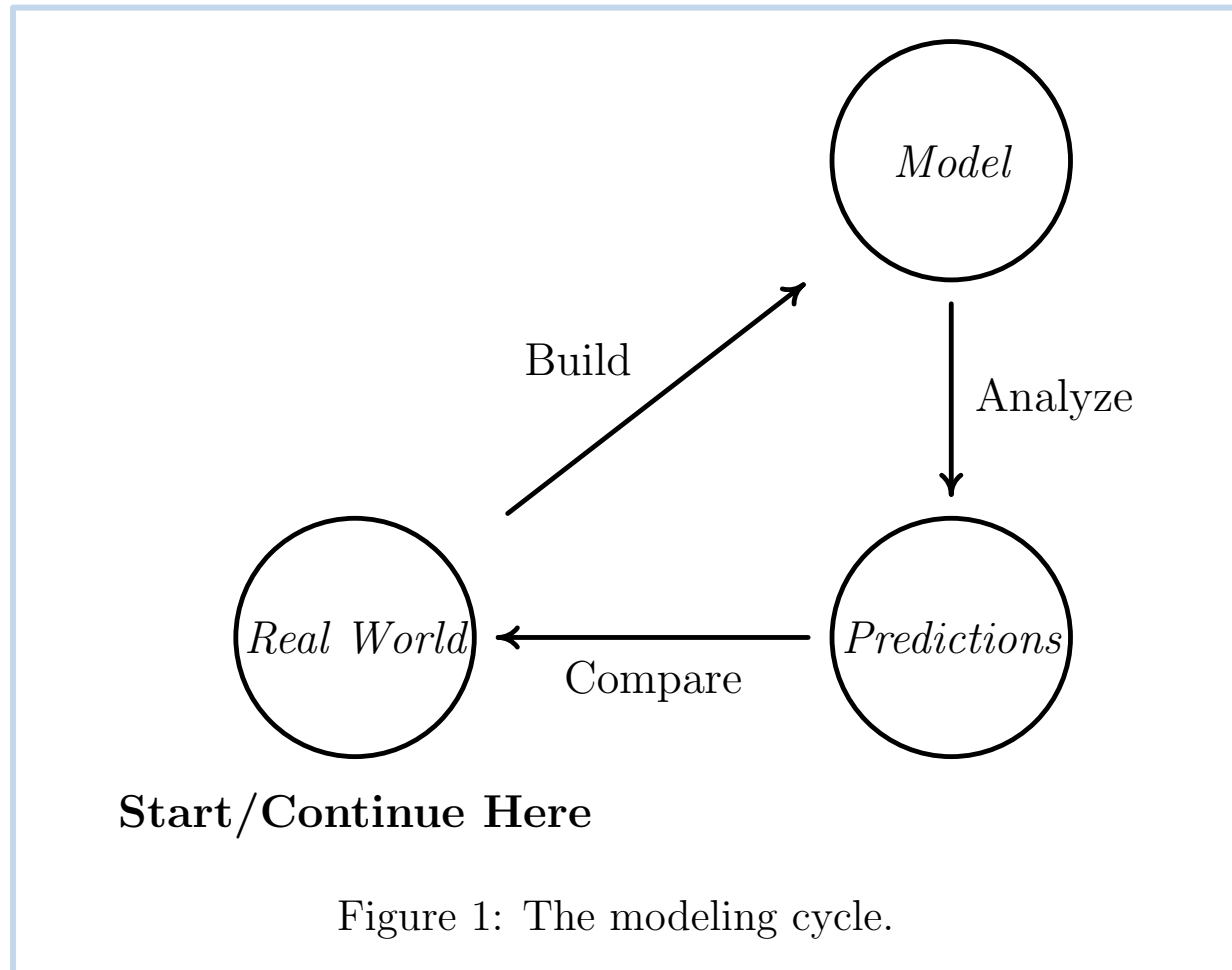 Model
Build
Analyze
Real World
Predictions
Compare
Start/Continue Here
Figure 1: The modeling cycle.